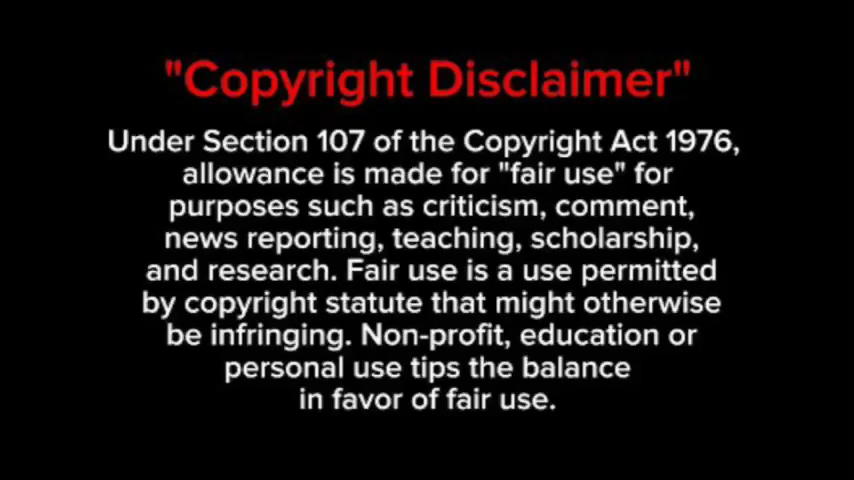 "Copyright Disclaimer"
Under Section 107 of the Copyright Act 1976,
allowance is made for "fair use" for
purposes such as criticism, comment,
news reporting, teaching, scholarship,
and research. Fair use is a use permitted
by copyright statute that might otherwise
be infringing. Non-profit, education or
personal use tips the balance
in favor of fair use.